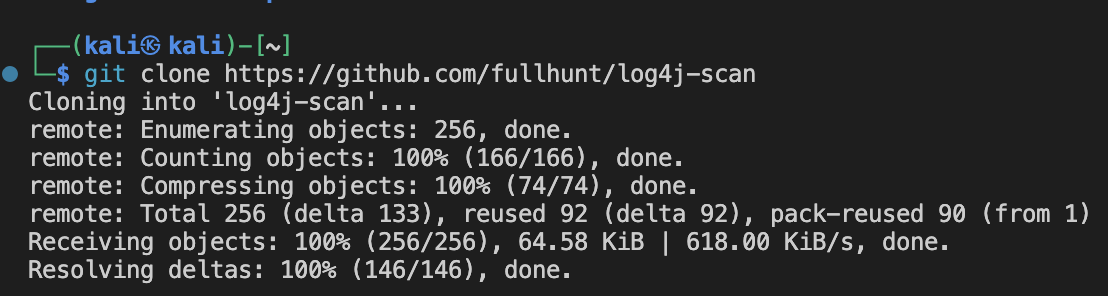 ┌──(kali㉿kali)-[~]
└─$ git clone https://github.com/fullhunt/log4j-scan
Cloning into 'log4j-scan'...
remote: Enumerating objects: 256, done.
remote: Counting objects: 100% (166/166), done.
remote: Compressing objects: 100% (74/74), done.
remote: Total 256 (delta 133), reused 92 (delta 92), pack-reused 90 (from 1)
Receiving objects: 100% (256/256), 64.58 KiB | 618.00 KiB/s, done.
Resolving deltas: 100% (146/146), done.